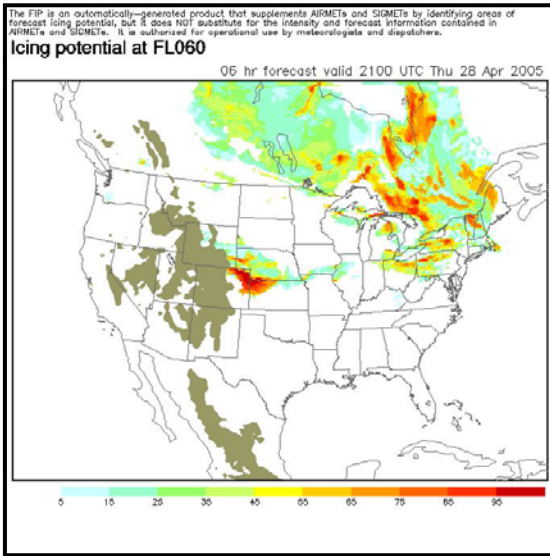 The FIP is an automatically-generated product that supplements AIRMETs and SIGMETs by identifying areas of
forecast icing potential, but it does NOT substitute for the intensity and forecast information contained in
AIRMETs and SIGMETs. It is authorized for operational use by meteorologists and dispatchers.
Icing potential at FL060
06 hr forecast valid 2100 UTC Thu 28 Apr 2005
5 15 25 35 45 55 65 75 85 95